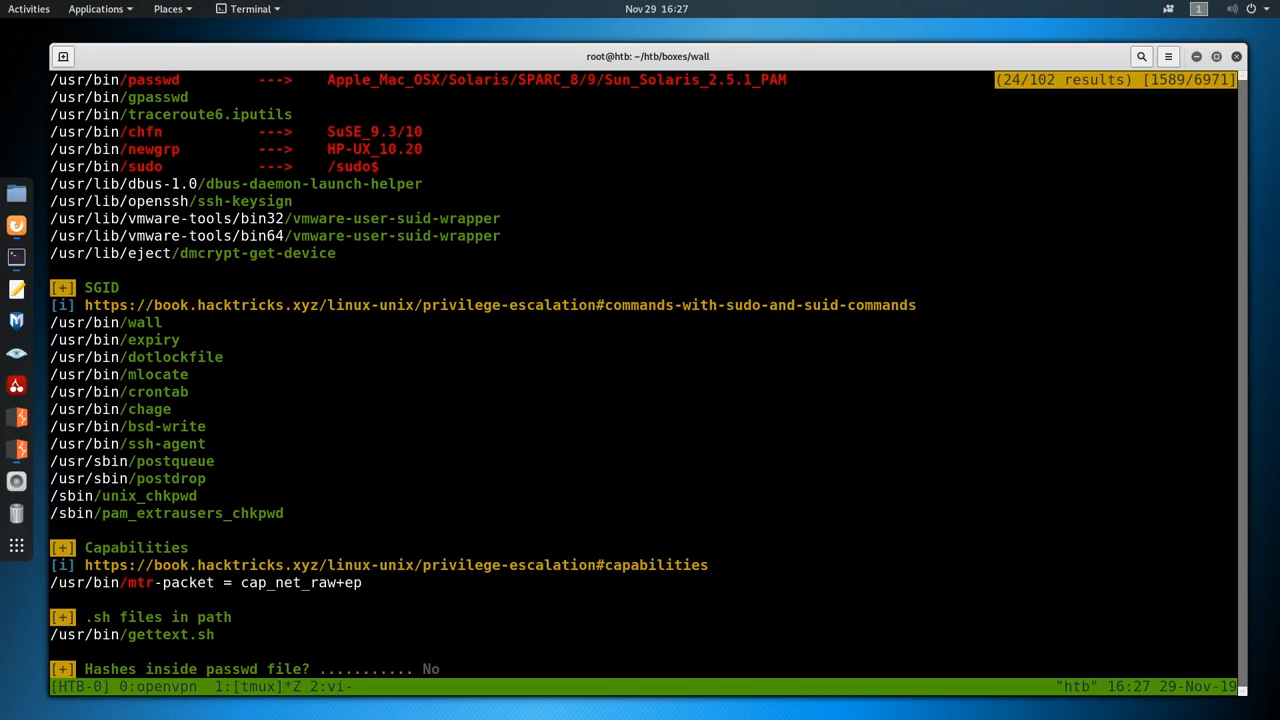 Activities Applications Places Terminal Nov 29 16:27 1
root@htb: ~/htb/boxes/wall
/usr/bin/passwd ---> Apple_Mac_OSX/Solaris/SPARC_8/9/Sun_Solaris_2.5.1_PAM (24/102 results) [1589/6971]
/usr/bin/gpasswd
/usr/bin/traceroute6.iputils
/usr/bin/chfn ---> SuSE_9.3/10
/usr/bin/newgrp ---> HP-UX_10.20
/usr/bin/sudo ---> /sudo$
/usr/lib/dbus-1.0/dbus-daemon-launch-helper
/usr/lib/openssh/ssh-keysign
/usr/lib/vmware-tools/bin32/vmware-user-suid-wrapper
/usr/lib/vmware-tools/bin64/vmware-user-suid-wrapper
/usr/lib/eject/dmcrypt-get-device
[+] SGID
[i] https://book.hacktricks.xyz/linux-unix/privilege-escalation#commands-with-sudo-and-suid-commands
/usr/bin/wall
/usr/bin/expiry
/usr/bin/dotlockfile
/usr/bin/mlocate
/usr/bin/crontab
/usr/bin/chage
/usr/bin/bsd-write
/usr/bin/ssh-agent
/usr/sbin/postqueue
/usr/sbin/postdrop
/sbin/unix_chkpwd
/sbin/pam_extrausers_chkpwd
[+] Capabilities
[i] https://book.hacktricks.xyz/linux-unix/privilege-escalation#capabilities
/usr/bin/mtr-packet = cap_net_raw+ep
[+] .sh files in path
/usr/bin/gettext.sh
[+] Hashes inside passwd file? ........... No
[HTB-0] 0:openvpn 1:[tmux]*Z 2:vi- "htb" 16:27 29-Nov-19